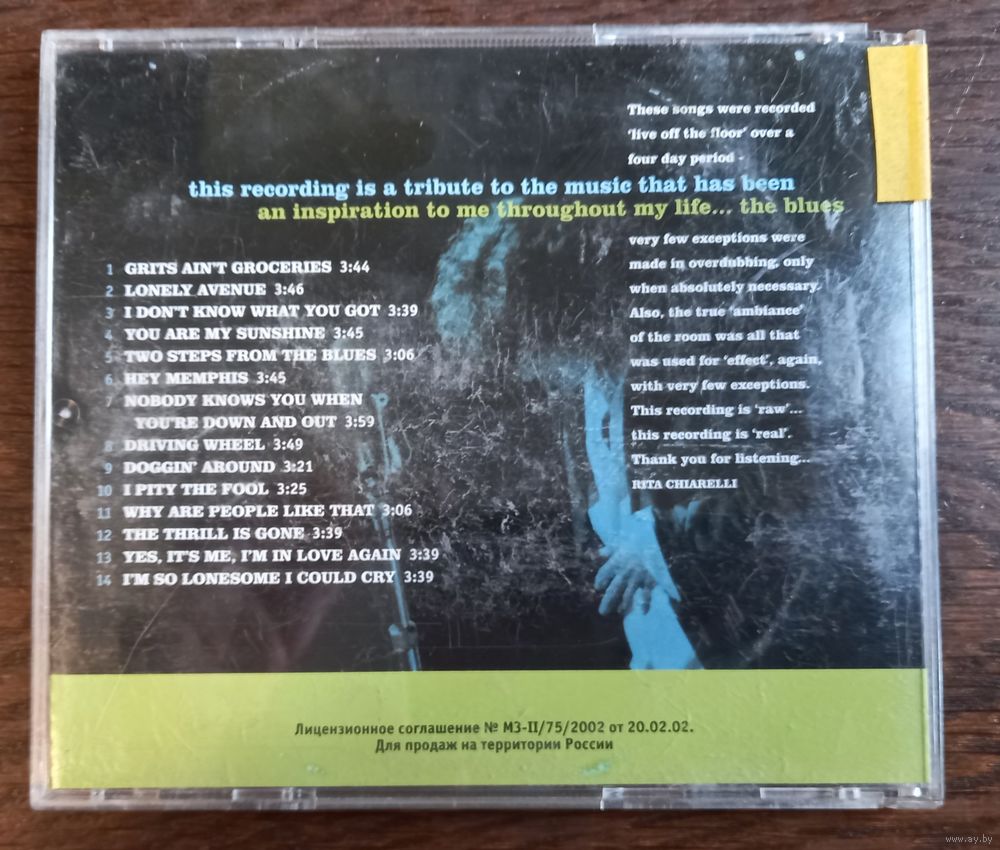 These songs were recorded
'live off the floor' over a
four day period -
this recording is a tribute to the music that has been
an inspiration to me throughout my life... the blues
very few exceptions were
made in overdubbing, only
when absolutely necessary.
Also, the true 'ambiance'
of the room was all that
was used for 'effect', again,
with very few exceptions.
This recording is 'raw'...
this recording is 'real'.
Thank you for listening...
RITA CHIARELLI
1 GRITS AIN'T GROCERIES 3:44
2 LONELY AVENUE 3:46
3 I DON'T KNOW WHAT YOU GOT 3:39
4 YOU ARE MY SUNSHINE 3:45
5 TWO STEPS FROM THE BLUES 3:06
6 HEY MEMPHIS 3:45
7 NOBODY KNOWS YOU WHEN
YOU'RE DOWN AND OUT 3:59
8 DRIVING WHEEL 3:49
9 DOGGIN' AROUND 3:21
10 I PITY THE FOOL 3:25
11 WHY ARE PEOPLE LIKE THAT 3:06
12 THE THRILL IS GONE 3:39
13 YES, IT'S ME, I'M IN LOVE AGAIN 3:39
14 I'M SO LONESOME I COULD CRY 3:39
Лицензионное соглашение № МЗ-II/75/2002 от 20.02.02.
Для продаж на территории России
www.ay.by